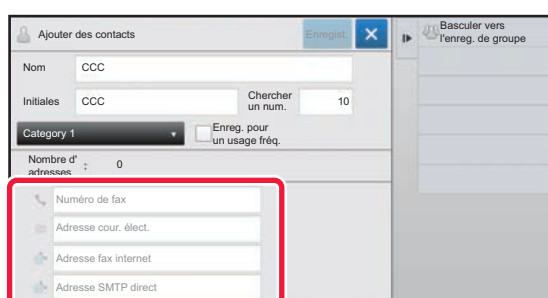 Ajouter des contacts
Enregist.
Basculer vers
l'enreg. de groupe
Nom CCC
Initiales CCC
Chercher
un num. 10
Category 1
Enreg. pour
un usage fréq.
Nombre d'
adresses : 0
Numéro de fax
Adresse cour. élect.
Adresse fax internet
Adresse SMTP direct